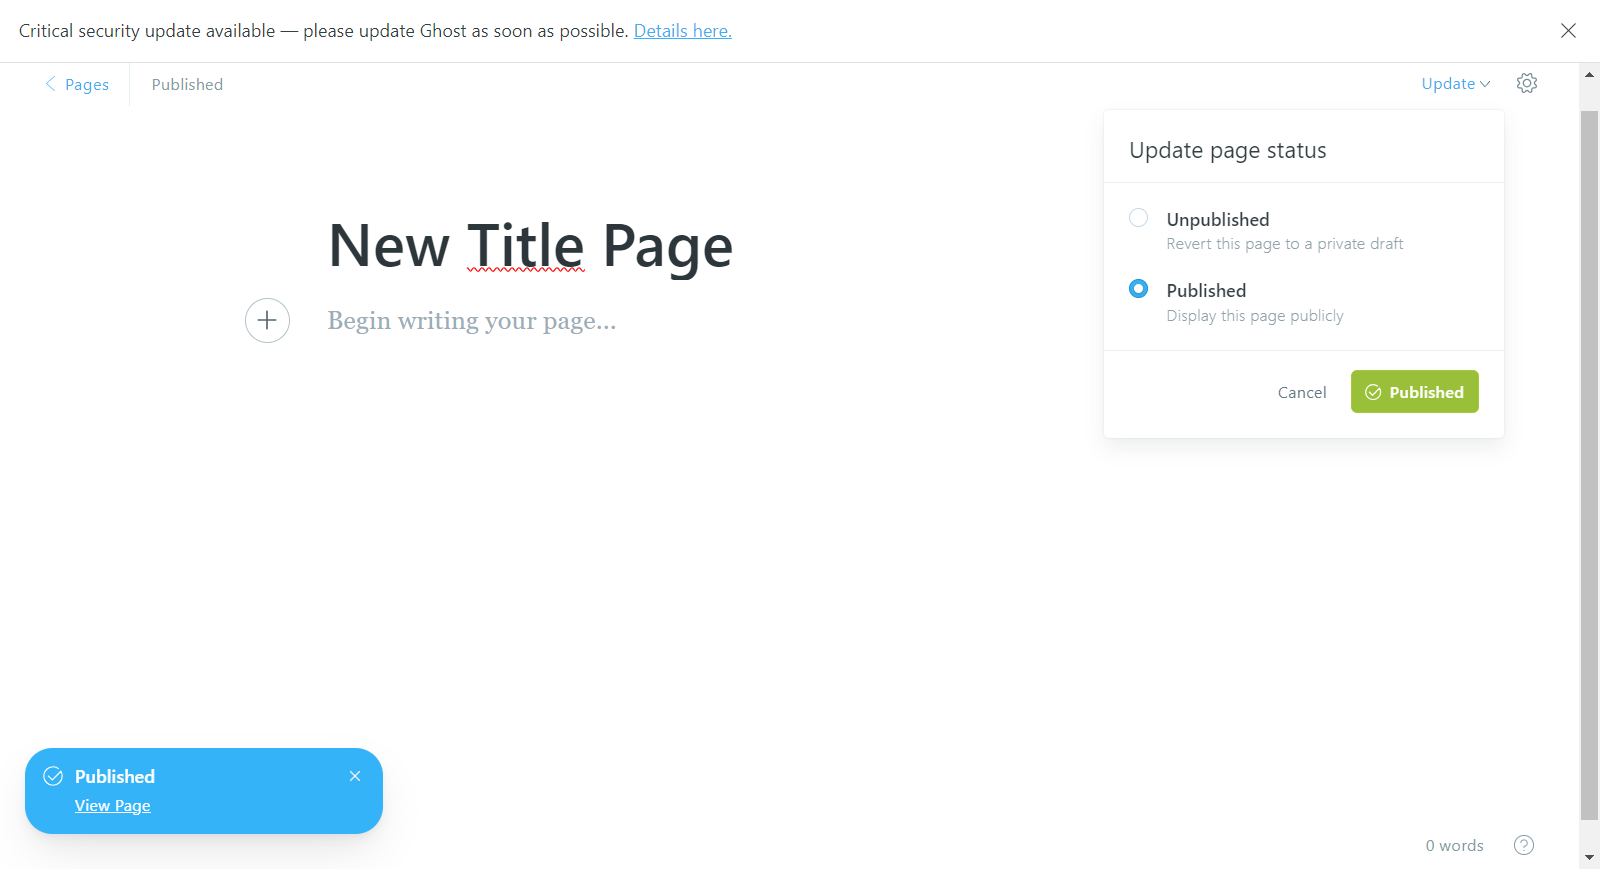 Critical security update available — please update Ghost as soon as possible. Details here.
Pages
Published
Update
Update page status
Unpublished
Revert this page to a private draft
Published
Display this page publicly
Cancel
Published
New Title Page
Begin writing your page...
Published
View Page
0 words
?